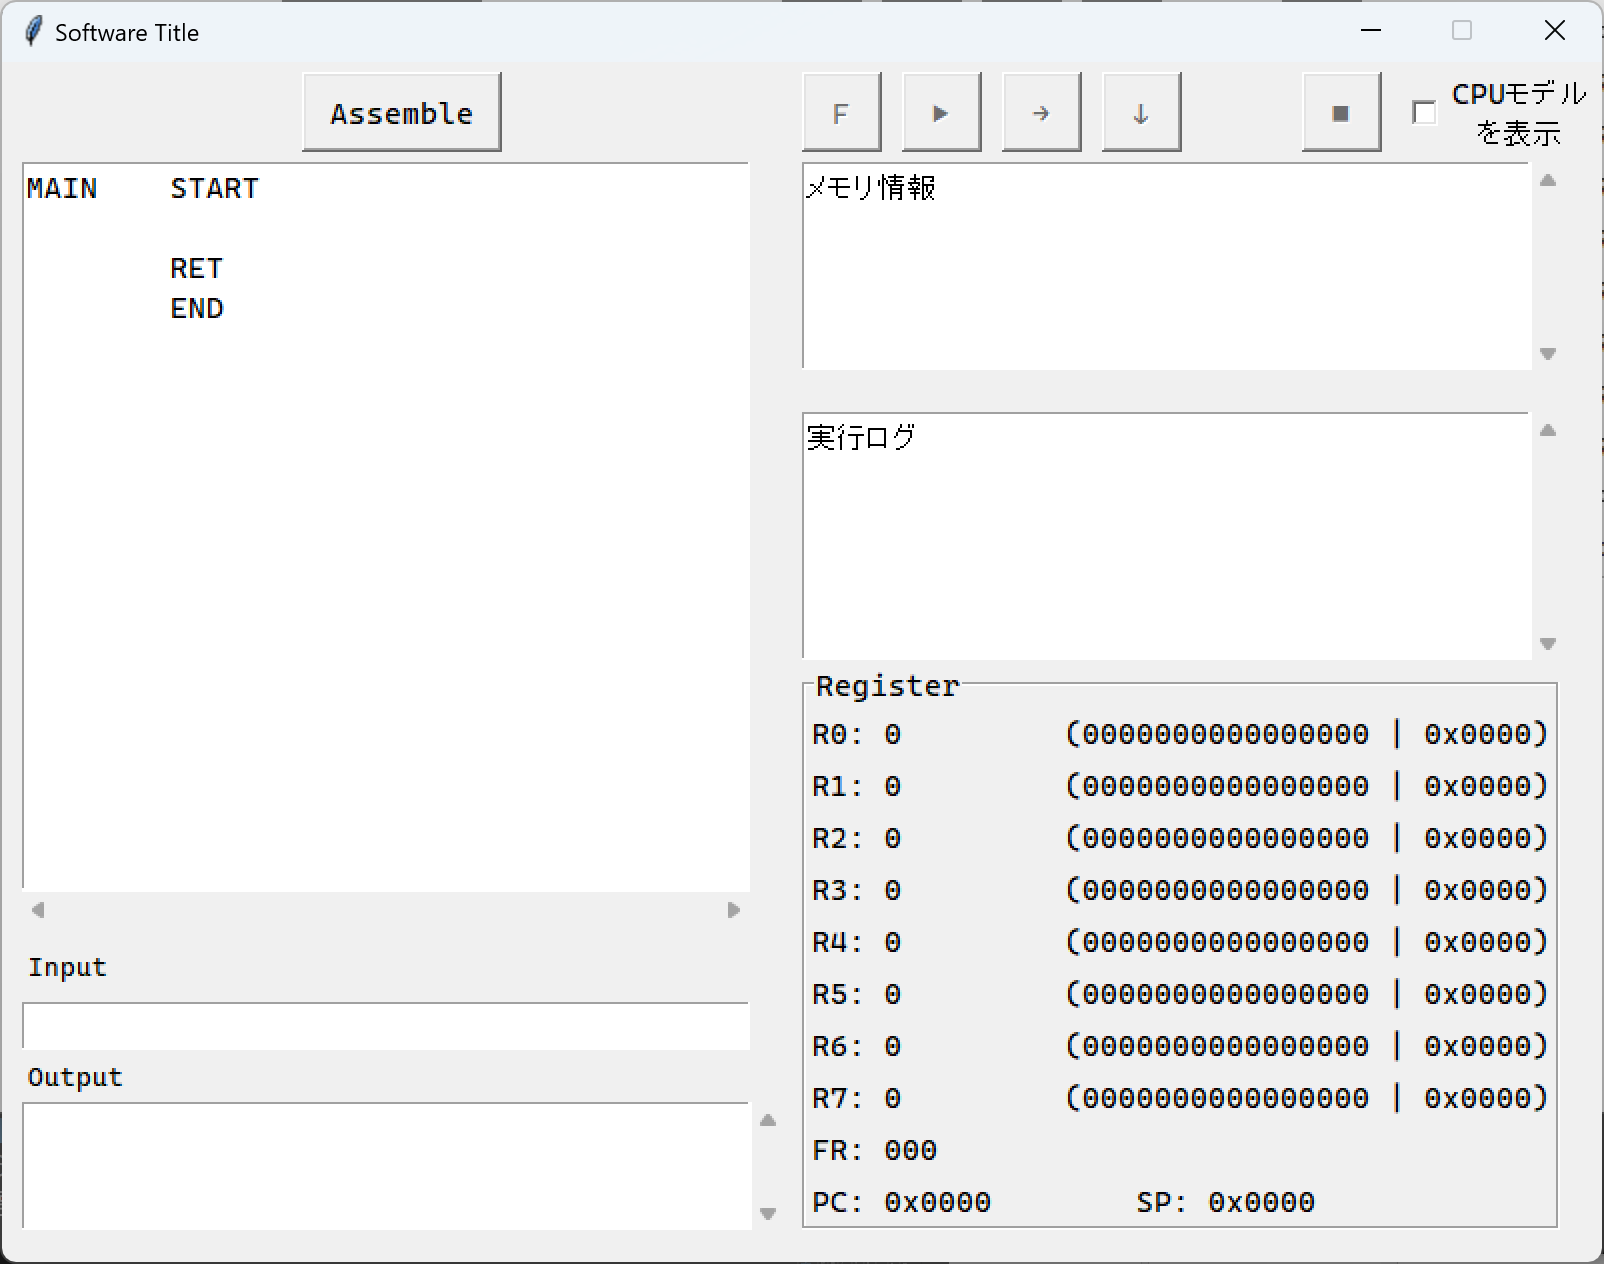 Software Title
Assemble
F ▶ → ↓ ■
CPUモデル
を表示
MAIN START
RET
END
Input
Output
メモリ情報
実行ログ
Register
R0: 0 (0000000000000000 | 0x0000)
R1: 0 (0000000000000000 | 0x0000)
R2: 0 (0000000000000000 | 0x0000)
R3: 0 (0000000000000000 | 0x0000)
R4: 0 (0000000000000000 | 0x0000)
R5: 0 (0000000000000000 | 0x0000)
R6: 0 (0000000000000000 | 0x0000)
R7: 0 (0000000000000000 | 0x0000)
FR: 000
PC: 0x0000 SP: 0x0000